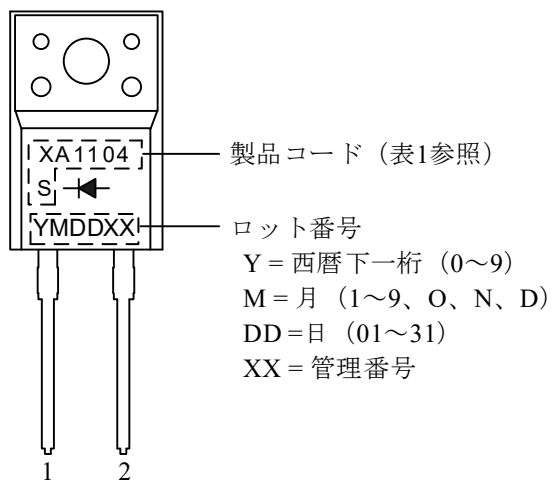 XA1104
S
YMDDXX
製品コード（表1参照）
ロット番号
Y = 西暦下一桁（0～9）
M = 月（1～9、O、N、D）
DD =日（01～31）
XX = 管理番号
1 2